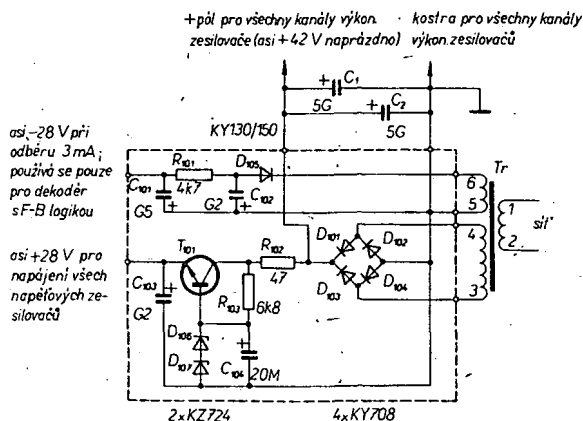 +pól pro všechny kanály výkon.
zesilovače (asi +42 V naprázdno)
kostra pro všechny kanály
výkon. zesilovačů
+ C1
5G
+ C2
5G
KY130/150
asi -28 V při
odběru 3 mA;
používá se pouze
pro dekodér
s F-B logikou
R101
4k7
D105
C101
G5 +
G2
+
C102
Tr
6
5
4
3
1
2
síť
asi +28 V pro
napájení všech
napěťových ze-
silovačů
T101
R102
47
D101
D102
D103
D104
C103
+
G2
R103
6k8
D106
D107
+
C104
20M
2×KZ724
4×KY708